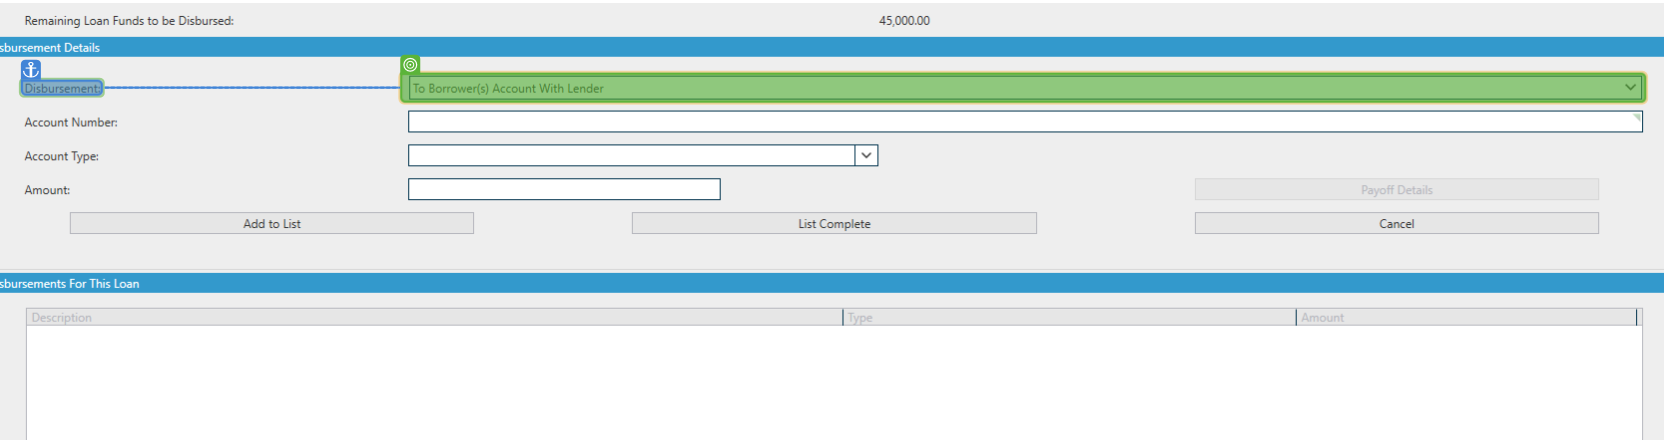 Remaining Loan Funds to be Disbursed: 45,000.00
sbursement Details
Disbursement: To Borrower(s) Account With Lender
Account Number:
Account Type:
Amount: Payoff Details
Add to List List Complete Cancel
sbursements For This Loan
Description Type Amount